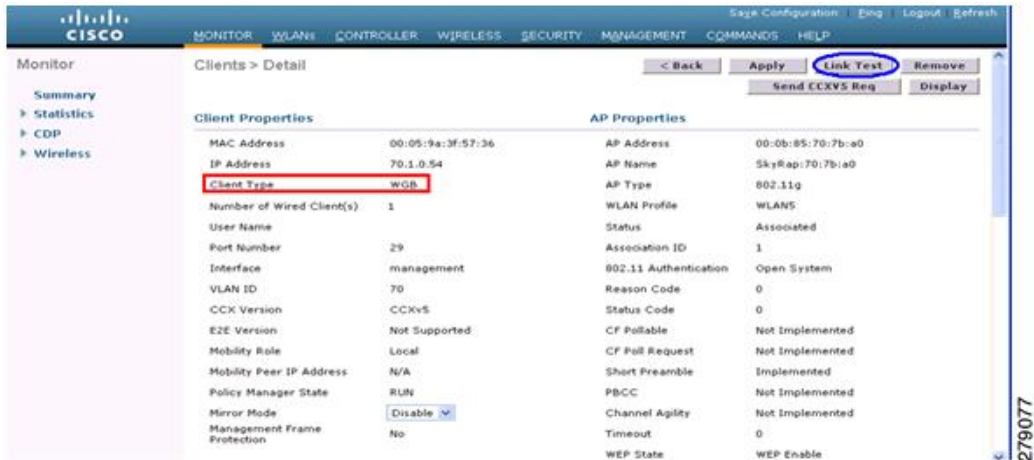 Save Configuration | Ping | Logout | Refresh
CISCO
MONITOR WLANs CONTROLLER WIRELESS SECURITY MANAGEMENT COMMANDS HELP
Monitor
Summary
Statistics
CDP
Wireless
Clients > Detail
< Back Apply Link Test Remove
Send CCXV5 Req Display
Client Properties
MAC Address 00:05:9a:3f:57:36
IP Address 70.1.0.54
Client Type WGB
Number of Wired Client(s) 1
User Name
Port Number 29
Interface management
VLAN ID 70
CCX Version CCXv5
E2E Version Not Supported
Mobility Role Local
Mobility Peer IP Address N/A
Policy Manager State RUN
Mirror Mode Disable
Management Frame Protection No
AP Properties
AP Address 00:0b:85:70:7b:a0
AP Name SkyRap:70:7b:a0
AP Type 802.11g
WLAN Profile WLAN5
Status Associated
Association ID 1
802.11 Authentication Open System
Reason Code 0
Status Code 0
CF Pollable Not Implemented
CF Poll Request Not Implemented
Short Preamble Implemented
PBCC Not Implemented
Channel Agility Not Implemented
Timeout 0
WEP State WEP Enable
279077